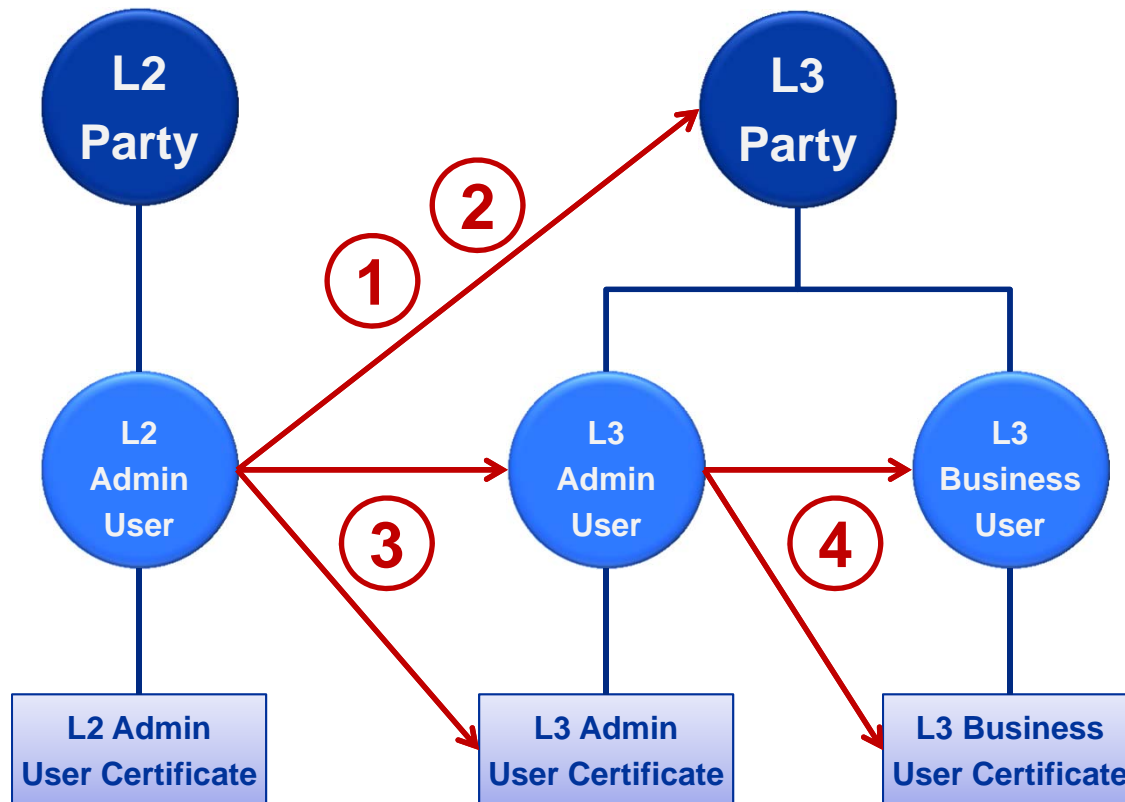 L2
Party
L3
Party
2
1
L2
Admin
User
L3
Admin
User
L3
Business
User
3
4
L2 Admin
User Certificate
L3 Admin
User Certificate
L3 Business
User Certificate